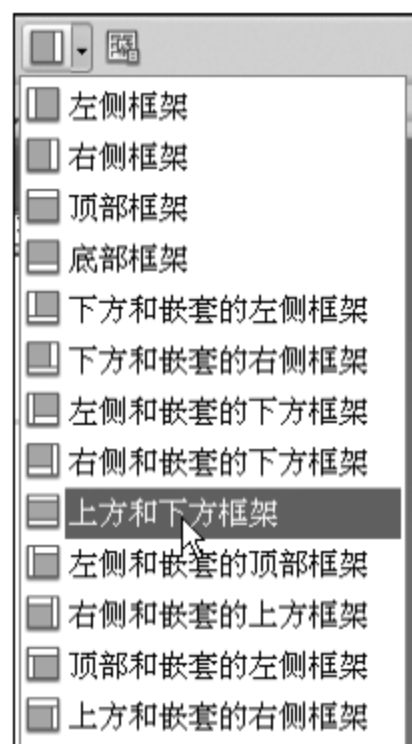 左侧框架
右侧框架
顶部框架
底部框架
下方和嵌套的左侧框架
下方和嵌套的右侧框架
左侧和嵌套的下方框架
右侧和嵌套的下方框架
上方和下方框架
左侧和嵌套的顶部框架
右侧和嵌套的上方框架
顶部和嵌套的左侧框架
上方和嵌套的右侧框架